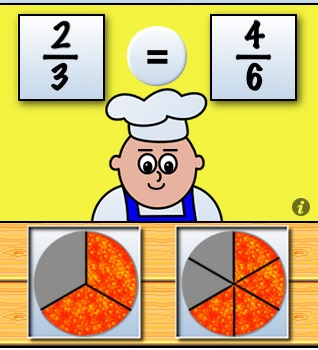 2/3 = 4/6
i